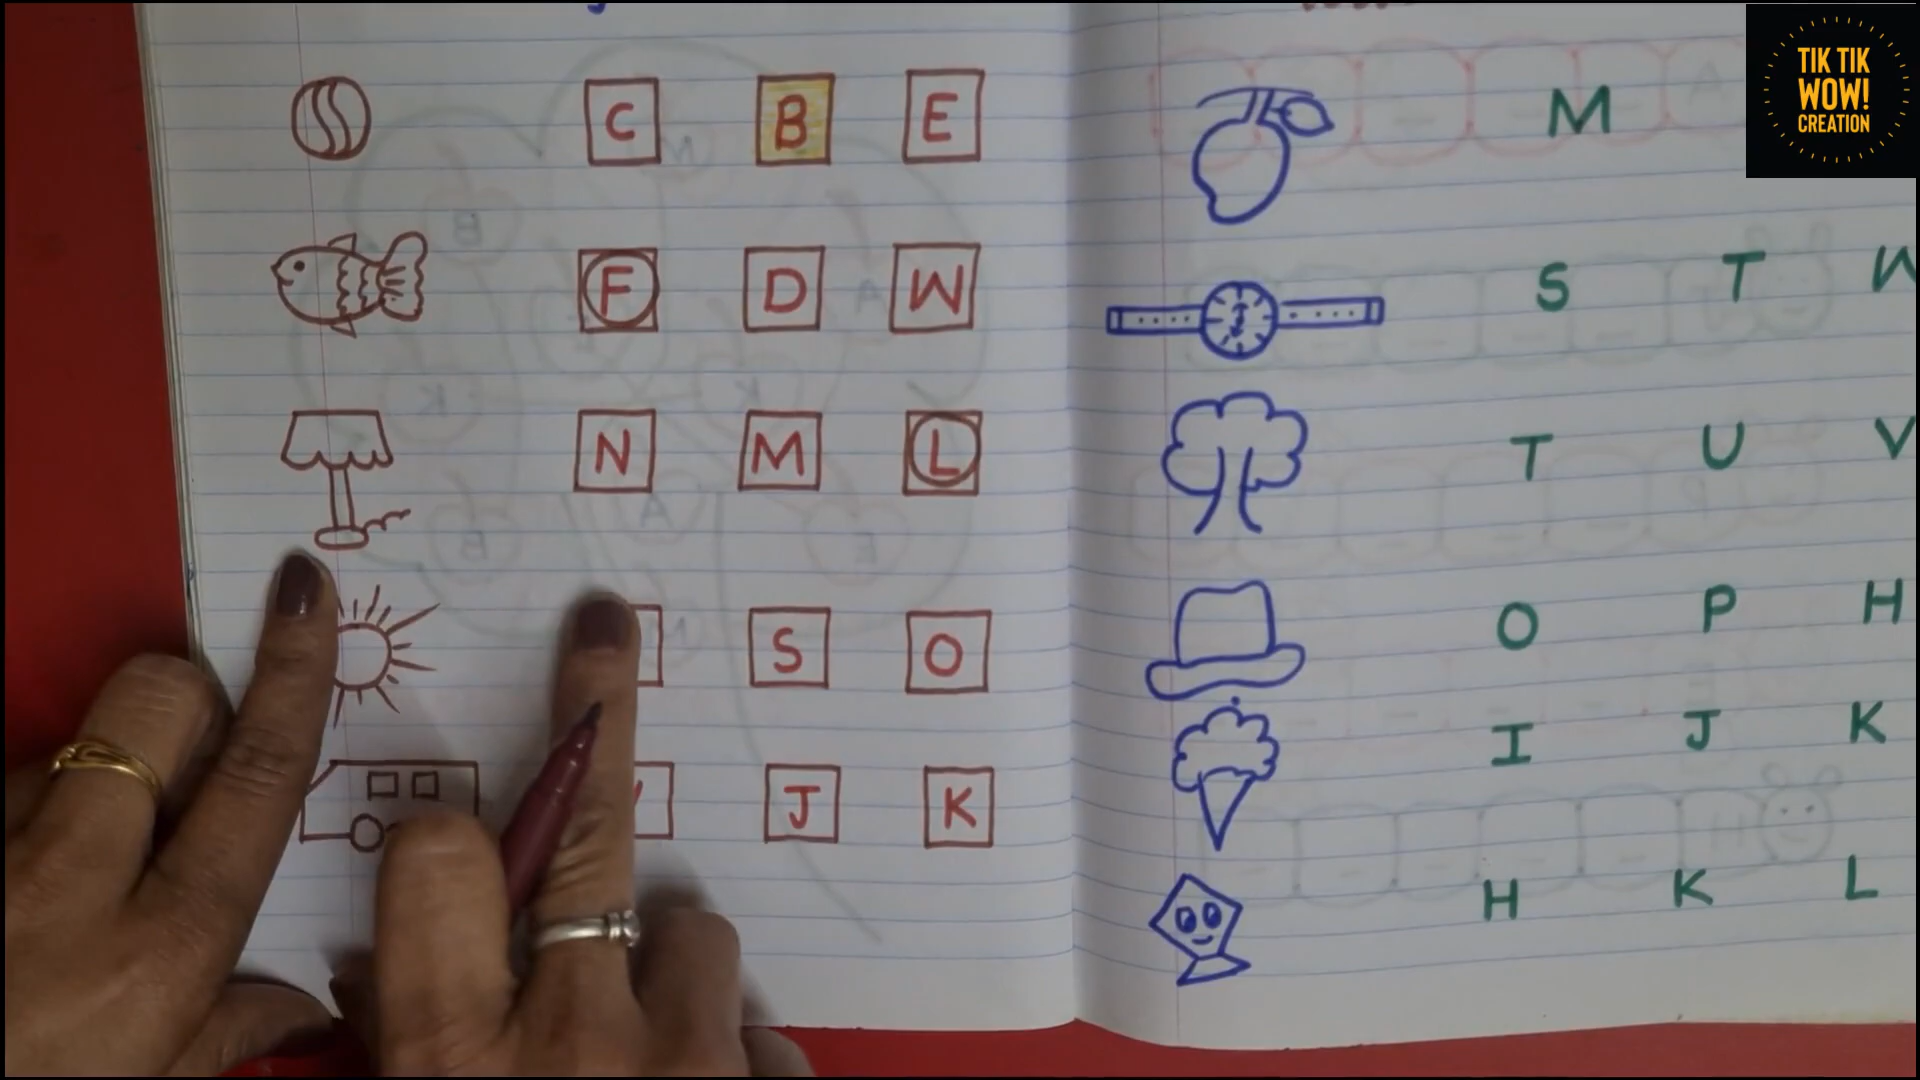 C B E
F D W
N M L
S O
J K
M
S T W
T U V
O P H
I J K
H K L
TIK TIK
WOW!
CREATION